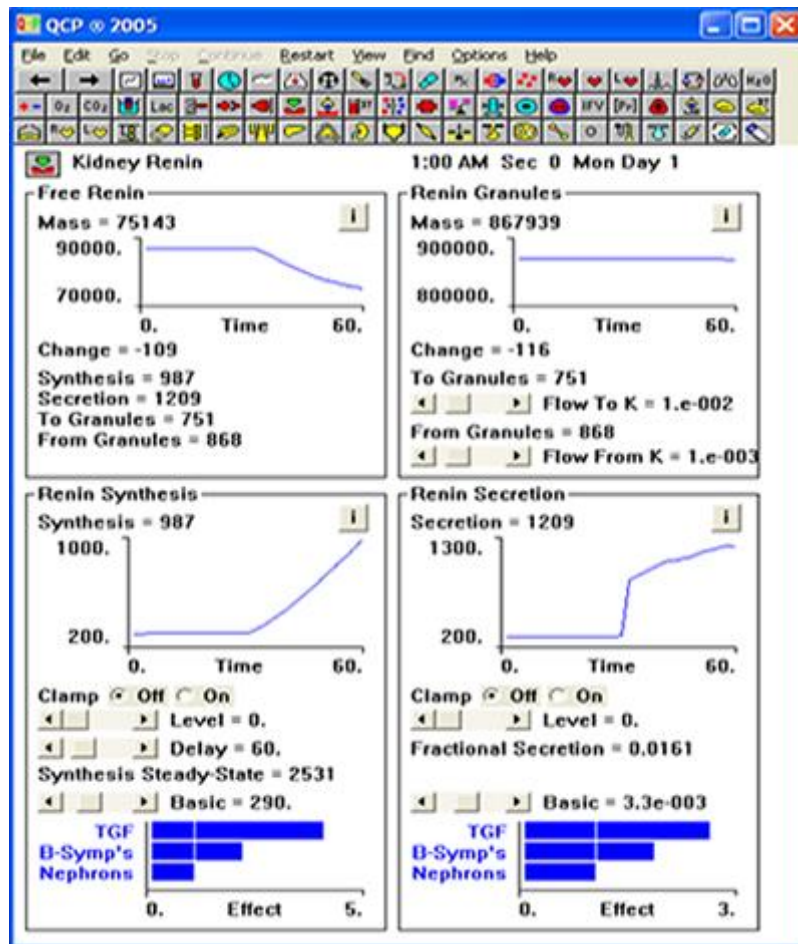 QCP ® 2005
File Edit Go Stop Continue Restart View Find Options Help
O2 CO2 Lac IFV [Pr] H2O
Kidney Renin 1:00 AM Sec 0 Mon Day 1
Free Renin
Mass = 75143
i
90000.
70000.
0. Time 60.
Change = -109
Synthesis = 987
Secretion = 1209
To Granules = 751
From Granules = 868
Renin Granules
Mass = 867939
i
900000.
800000.
0. Time 60.
Change = -116
To Granules = 751
Flow To K = 1.e-002
From Granules = 868
Flow From K = 1.e-003
Renin Synthesis
Synthesis = 987
i
1000.
200.
0. Time 60.
Clamp Off On
Level = 0.
Delay = 60.
Synthesis Steady-State = 2531
Basic = 290.
TGF
B-Symp's
Nephrons
0. Effect 5.
Renin Secretion
Secretion = 1209
i
1300.
200.
0. Time 60.
Clamp Off On
Level = 0.
Fractional Secretion = 0.0161
Basic = 3.3e-003
TGF
B-Symp's
Nephrons
0. Effect 3.